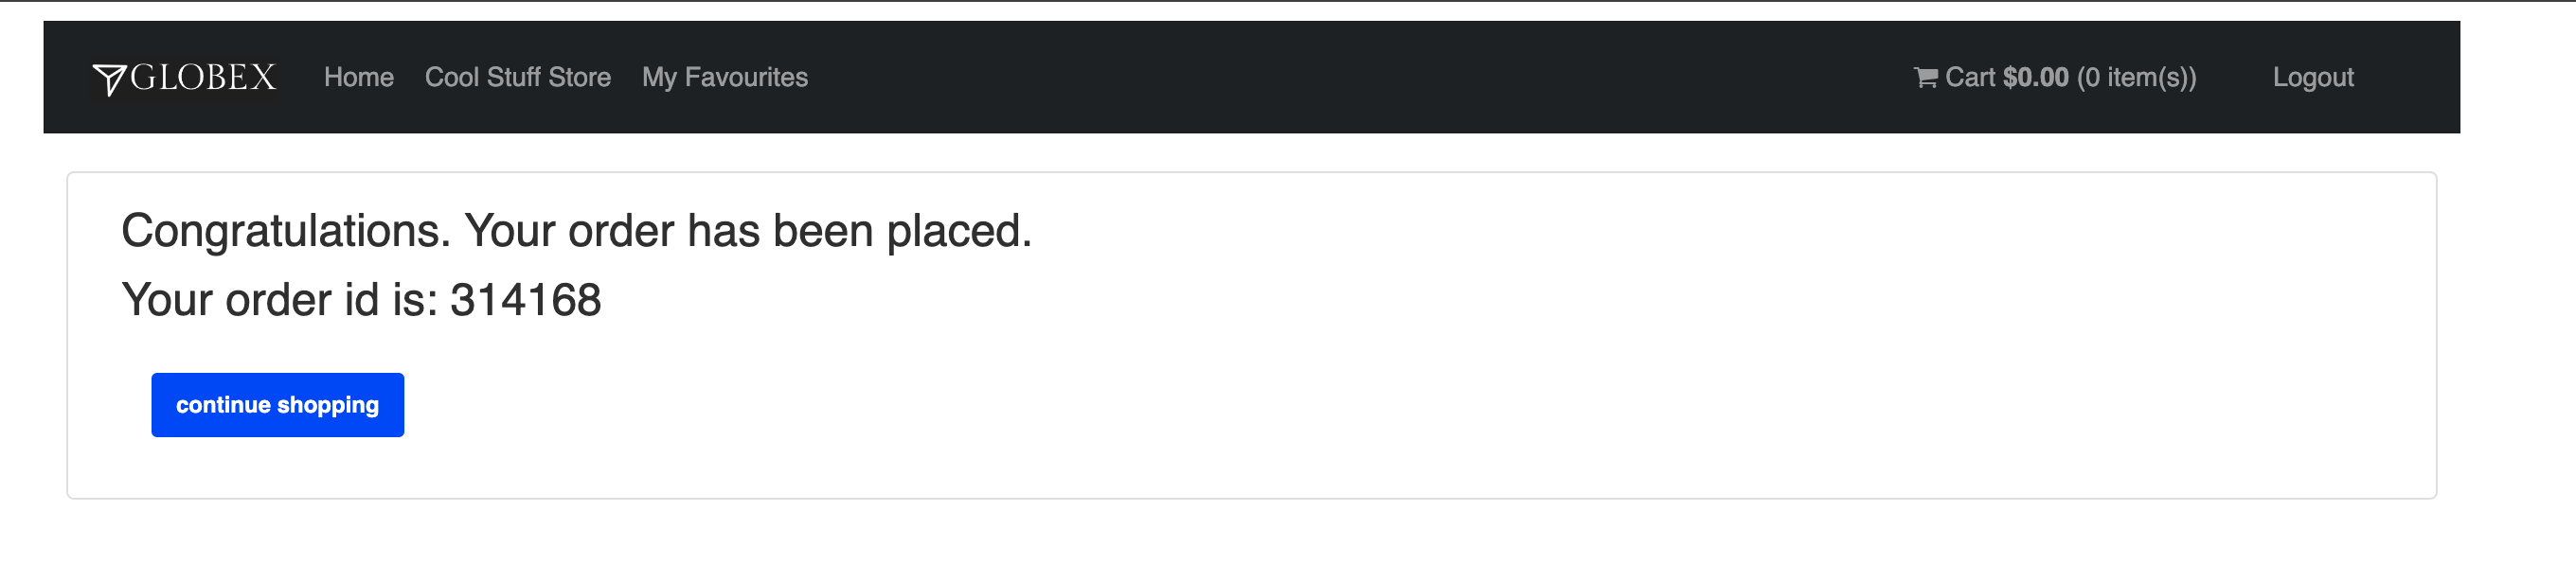 GLOBEX Home Cool Stuff Store My Favourites Cart $0.00 (0 item(s)) Logout
Congratulations. Your order has been placed.
Your order id is: 314168
continue shopping